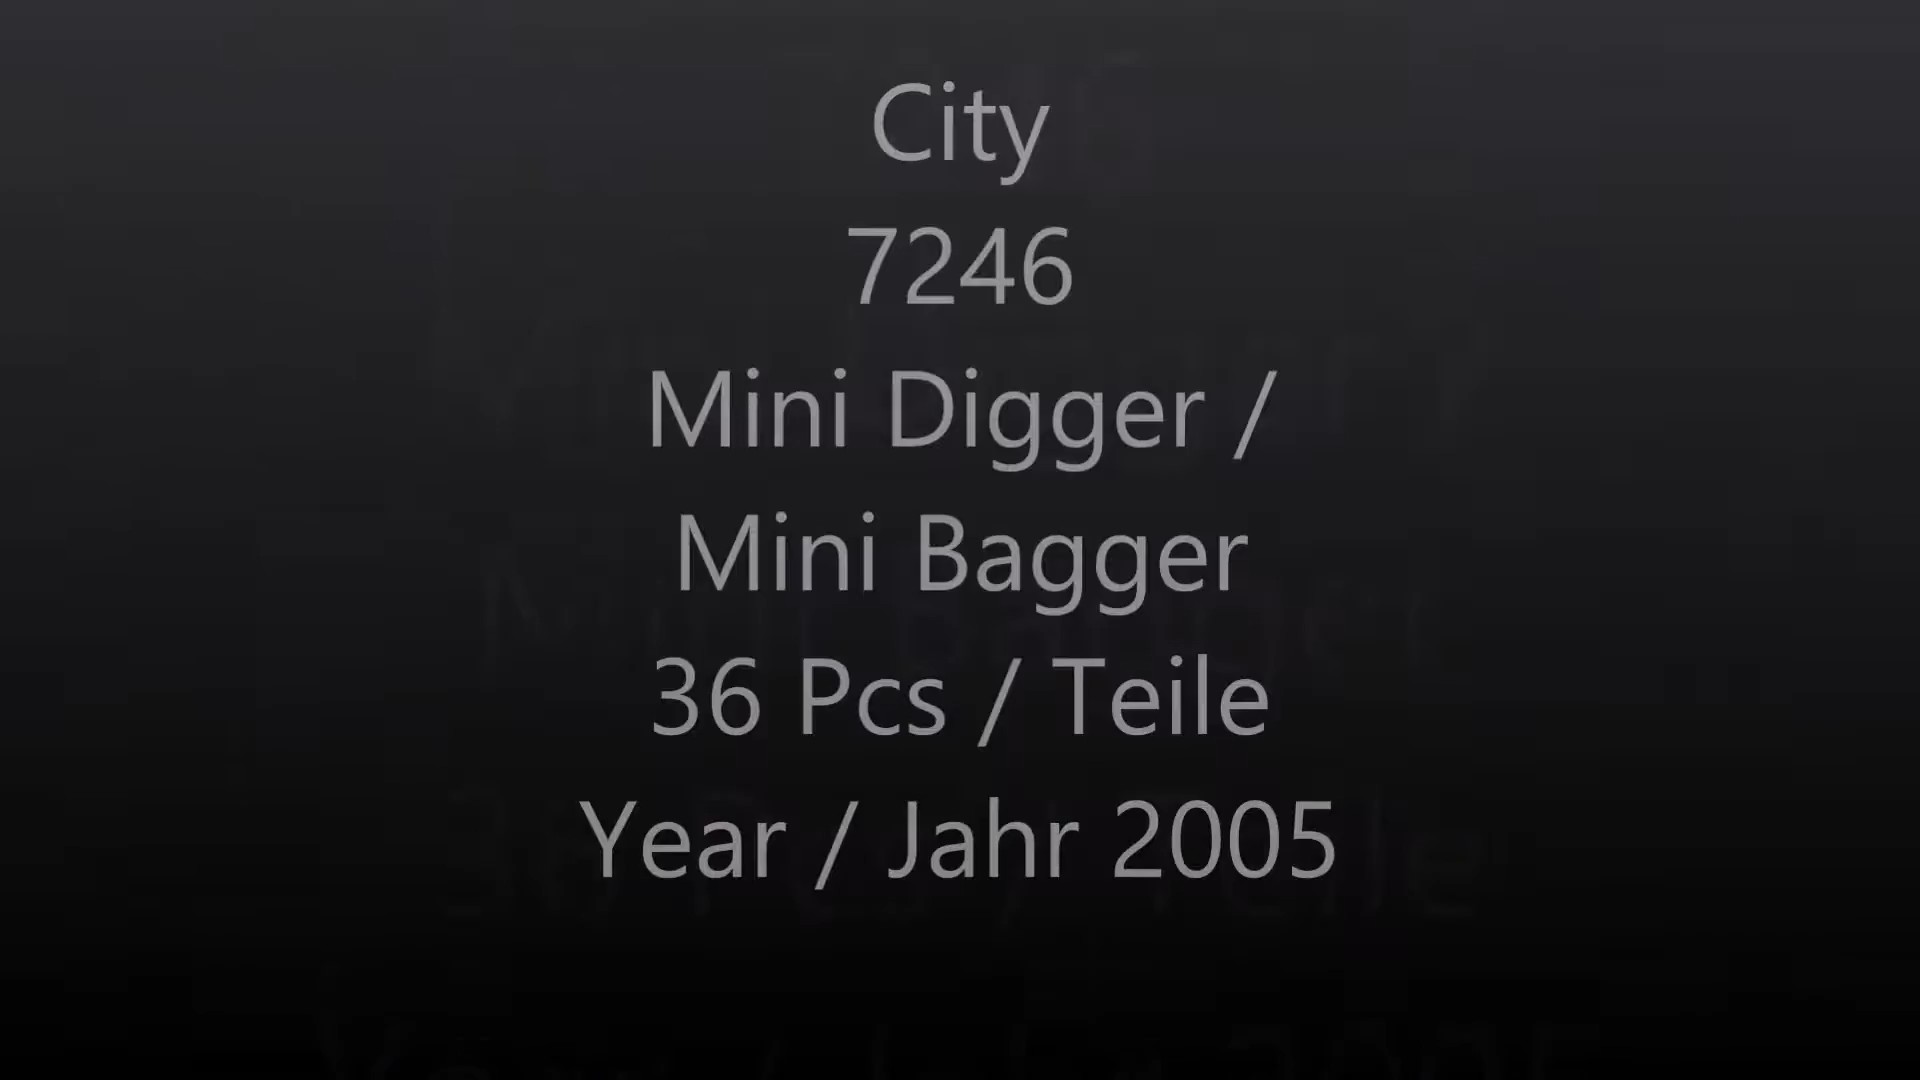 City
7246
Mini Digger /
Mini Bagger
36 Pcs / Teile
Year / Jahr 2005